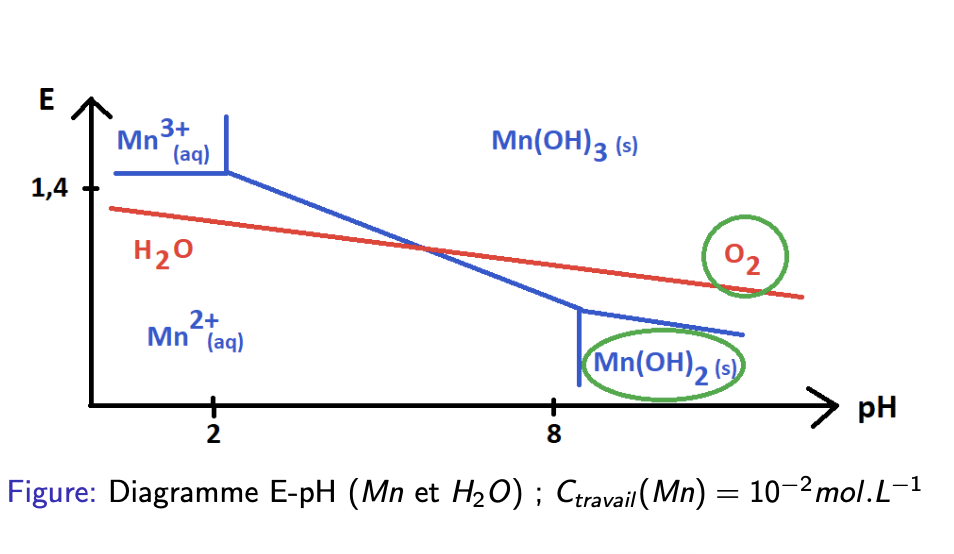 E
Mn3+(aq)
Mn(OH)3 (s)
1,4
H2O
O2
Mn2+(aq)
Mn(OH)2 (s)
pH
2
8
Figure: Diagramme E-pH (Mn et H2O) ; Ctravail(Mn) = 10−2mol.L−1